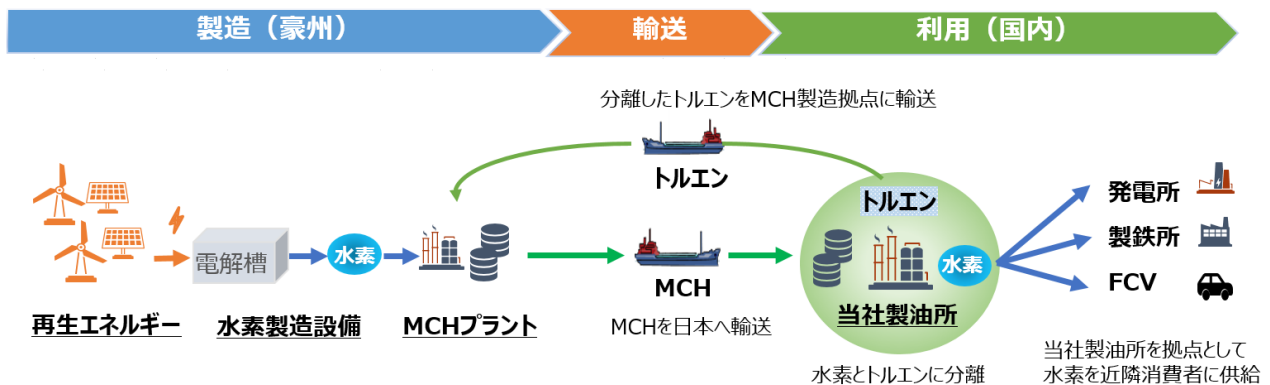 製造（豪州）
輸送
利用（国内）
分離したトルエンをMCH製造拠点に輸送
トルエン
トルエン
発電所
電解槽
水素
水素
製鉄所
MCH
FCV
再生エネルギー
水素製造設備
MCHプラント
MCHを日本へ輸送
当社製油所
水素とトルエンに分離
当社製油所を拠点として
水素を近隣消費者に供給